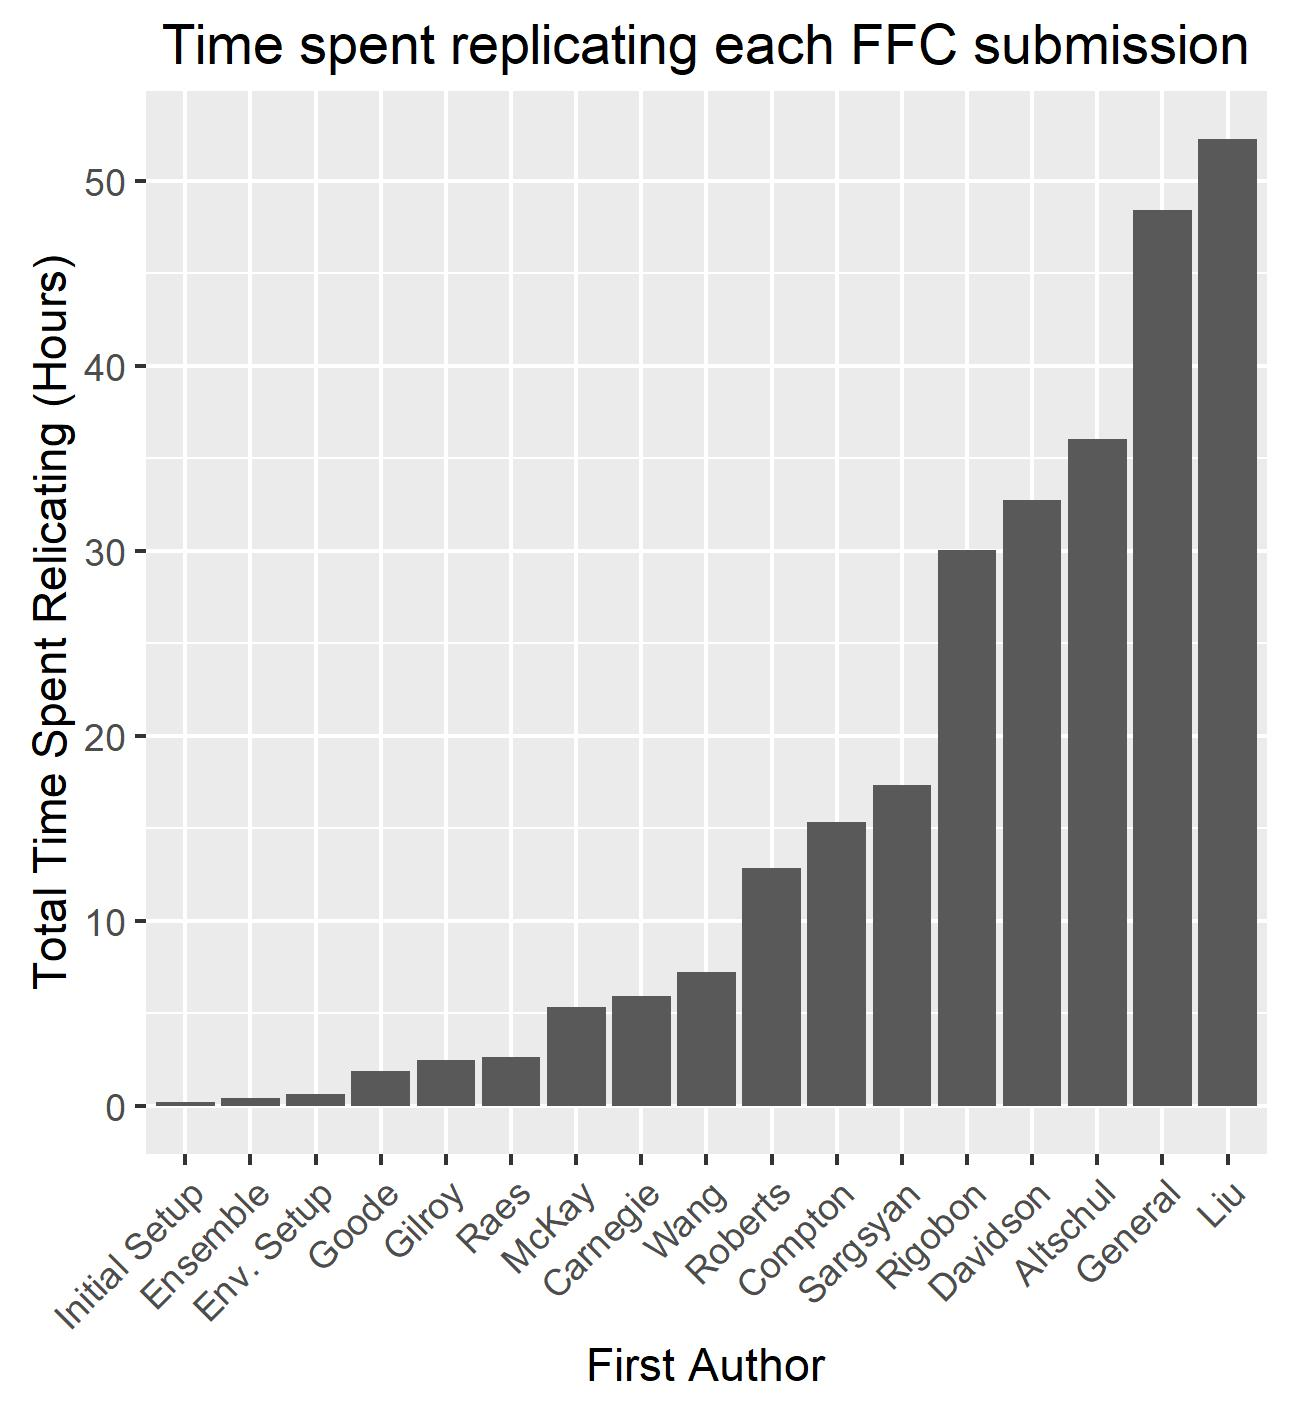 Time spent replicating each FFC submission
Total Time Spent Relicating (Hours)
50
40
30
20
10
0
Initial Setup
Ensemble
Env. Setup
Goode
Gilroy
Raes
McKay
Carnegie
Wang
Roberts
Compton
Sargsyan
Rigobon
Davidson
Altschul
General
Liu
First Author